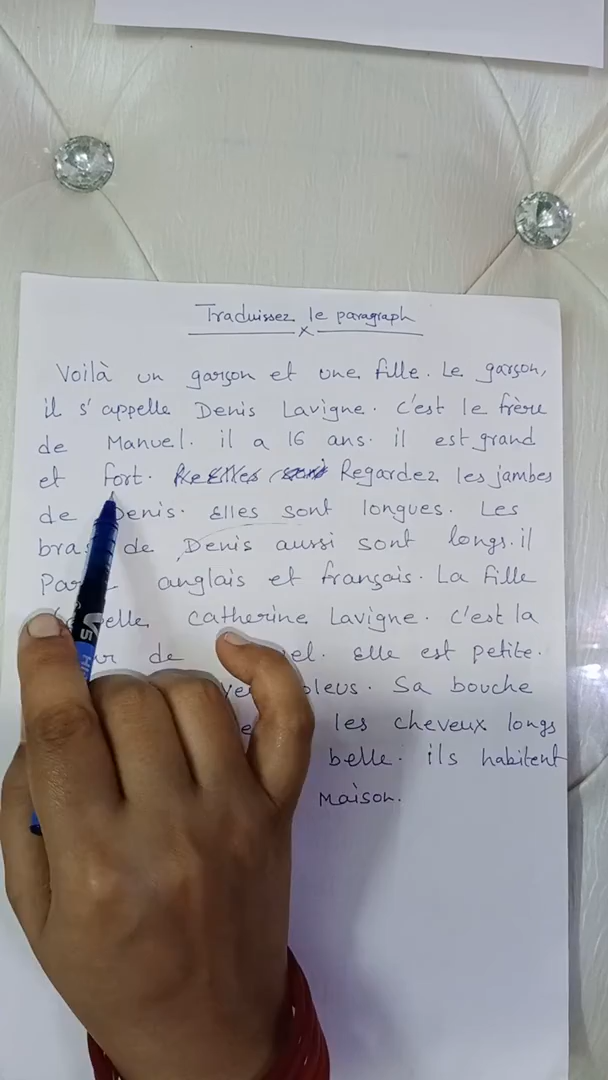 Traduissez le paragraph
Voilà un garçon et une fille. Le garçon,
il s'appelle Denis Lavigne. C'est le frère
de Manuel. il a 16 ans. il est grand
et fort. Regardez les jambes
de Denis. Elles sont longues. Les
bras de Denis aussi sont longs. il
anglais et français. La fille
Catherine Lavigne. C'est la
de Elle est petite.
bleus. Sa bouche
les cheveux longs
belle. ils habitent
maison.
V5